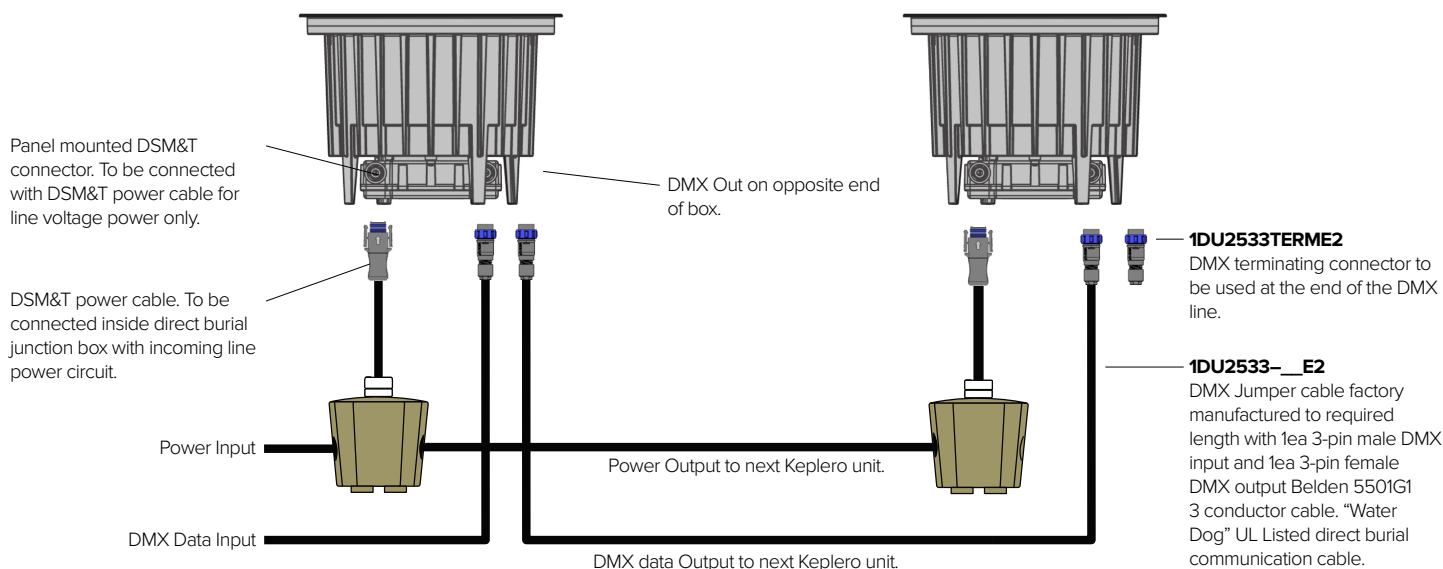 Panel mounted DSM&T
connector. To be connected
with DSM&T power cable for
line voltage power only.
DMX Out on opposite end
of box.
DSM&T power cable. To be
connected inside direct burial
junction box with incoming line
power circuit.
1DU2533TERME2
DMX terminating connector to
be used at the end of the DMX
line.
1DU2533–__E2
DMX Jumper cable factory
manufactured to required
length with 1ea 3-pin male DMX
input and 1ea 3-pin female
DMX output Belden 5501G1
3 conductor cable. “Water
Dog” UL Listed direct burial
communication cable.
Power Input
Power Output to next Keplero unit.
DMX Data Input
DMX data Output to next Keplero unit.